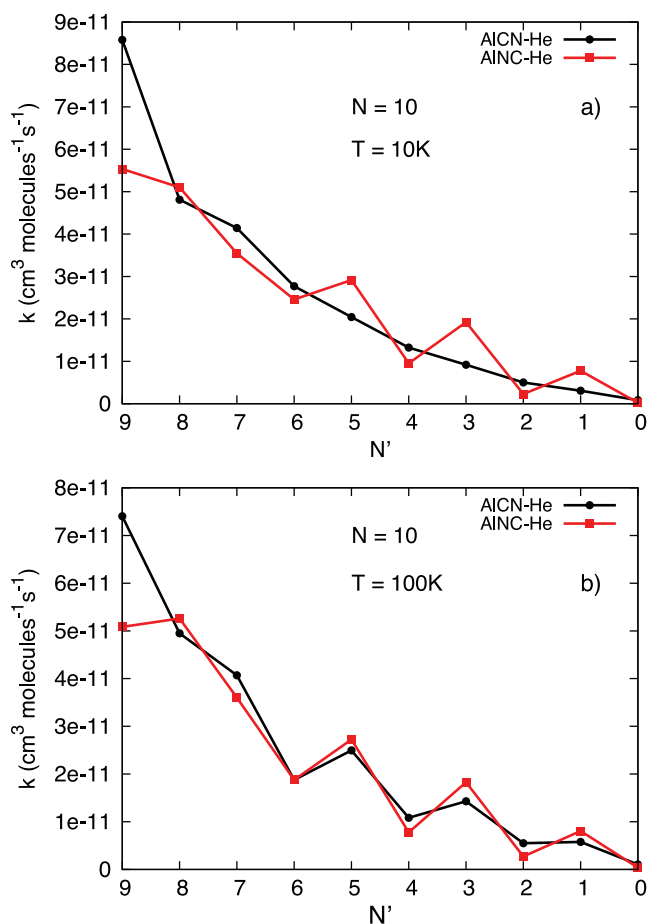 9e-11
8e-11
7e-11
6e-11
5e-11
4e-11
3e-11
2e-11
1e-11
0
k (cm³ molecules⁻¹s⁻¹)
AlCN-He
AlNC-He
N = 10
a)
T = 10K
9 8 7 6 5 4 3 2 1 0
N'
8e-11
7e-11
6e-11
5e-11
4e-11
3e-11
2e-11
1e-11
0
k (cm³ molecules⁻¹s⁻¹)
AlCN-He
AlNC-He
N = 10
T = 100K
b)
9 8 7 6 5 4 3 2 1 0
N'